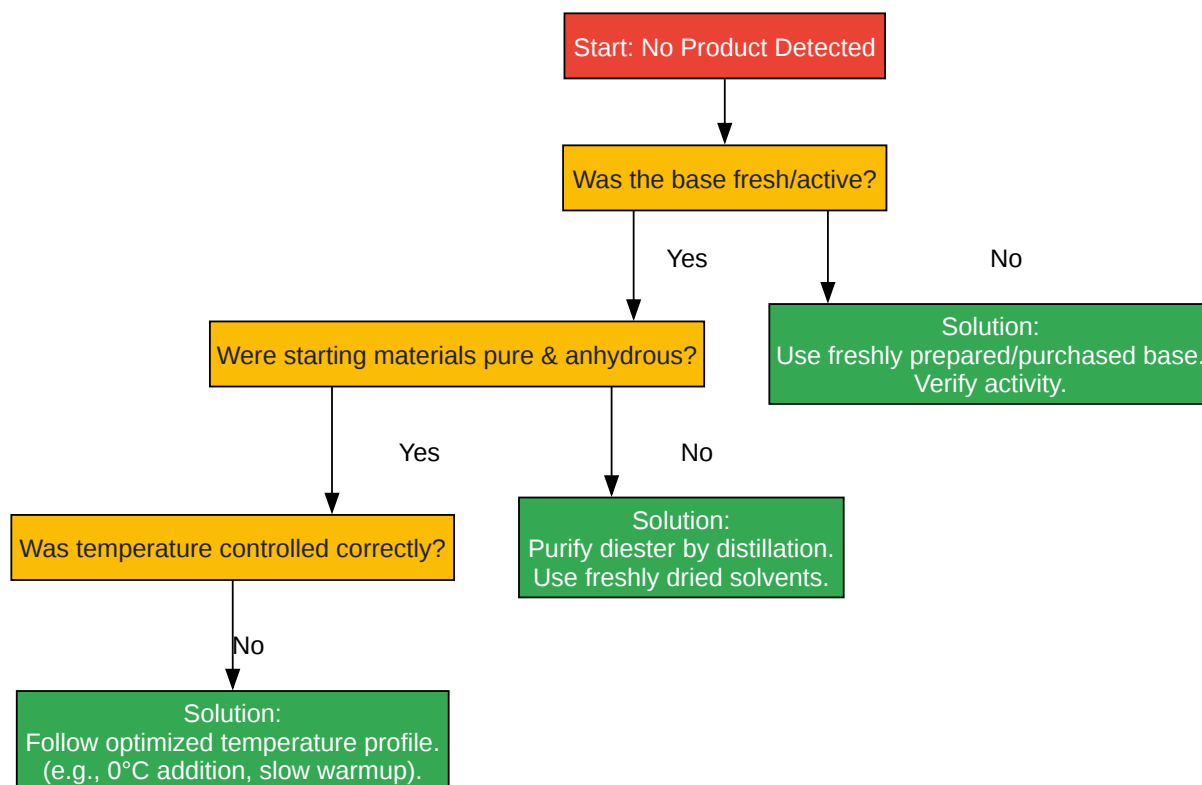 Start: No Product Detected
Was the base fresh/active?
Yes
No
Solution:
Use freshly prepared/purchased base.
Verify activity.
Were starting materials pure & anhydrous?
Yes
No
Solution:
Purify diester by distillation.
Use freshly dried solvents.
Was temperature controlled correctly?
No
Solution:
Follow optimized temperature profile.
(e.g., 0°C addition, slow warmup).